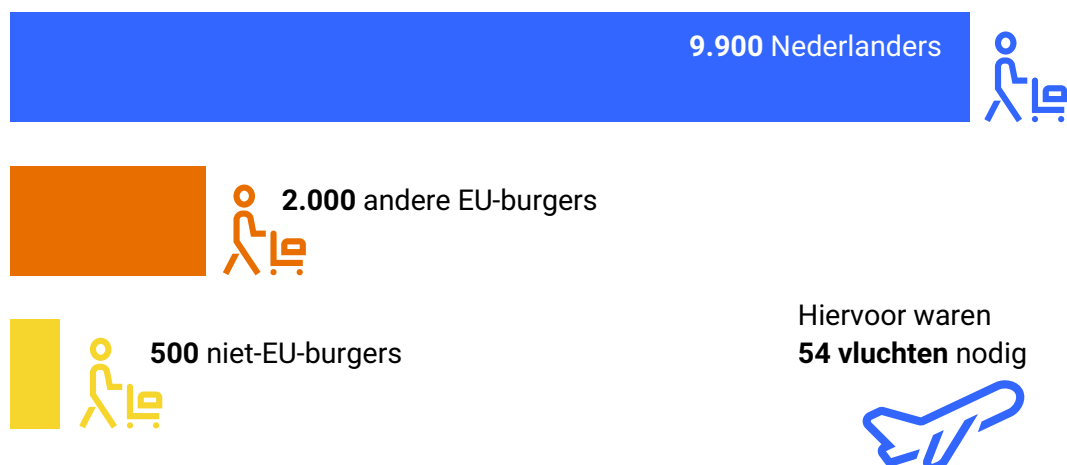 9.900 Nederlanders
2.000 andere EU-burgers
500 niet-EU-burgers
Hiervoor waren
54 vluchten nodig